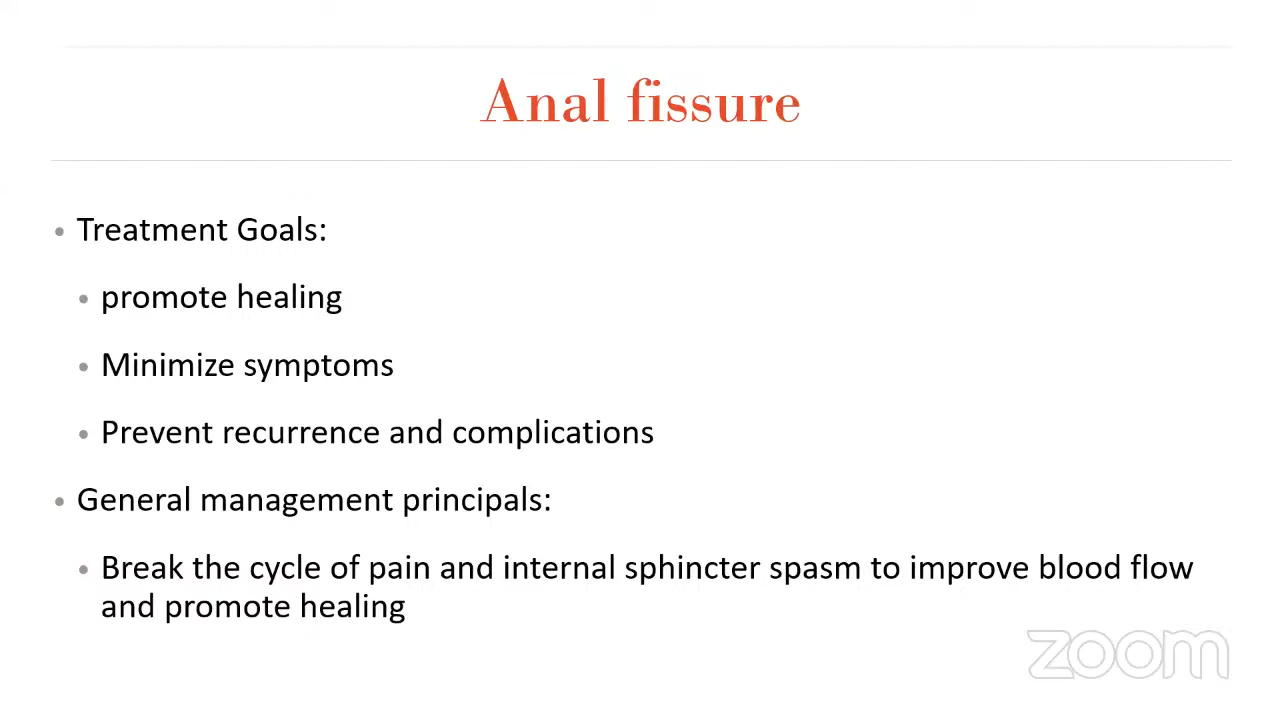 Anal fissure
Treatment Goals:
promote healing
Minimize symptoms
Prevent recurrence and complications
General management principals:
Break the cycle of pain and internal sphincter spasm to improve blood flow
and promote healing
zoom